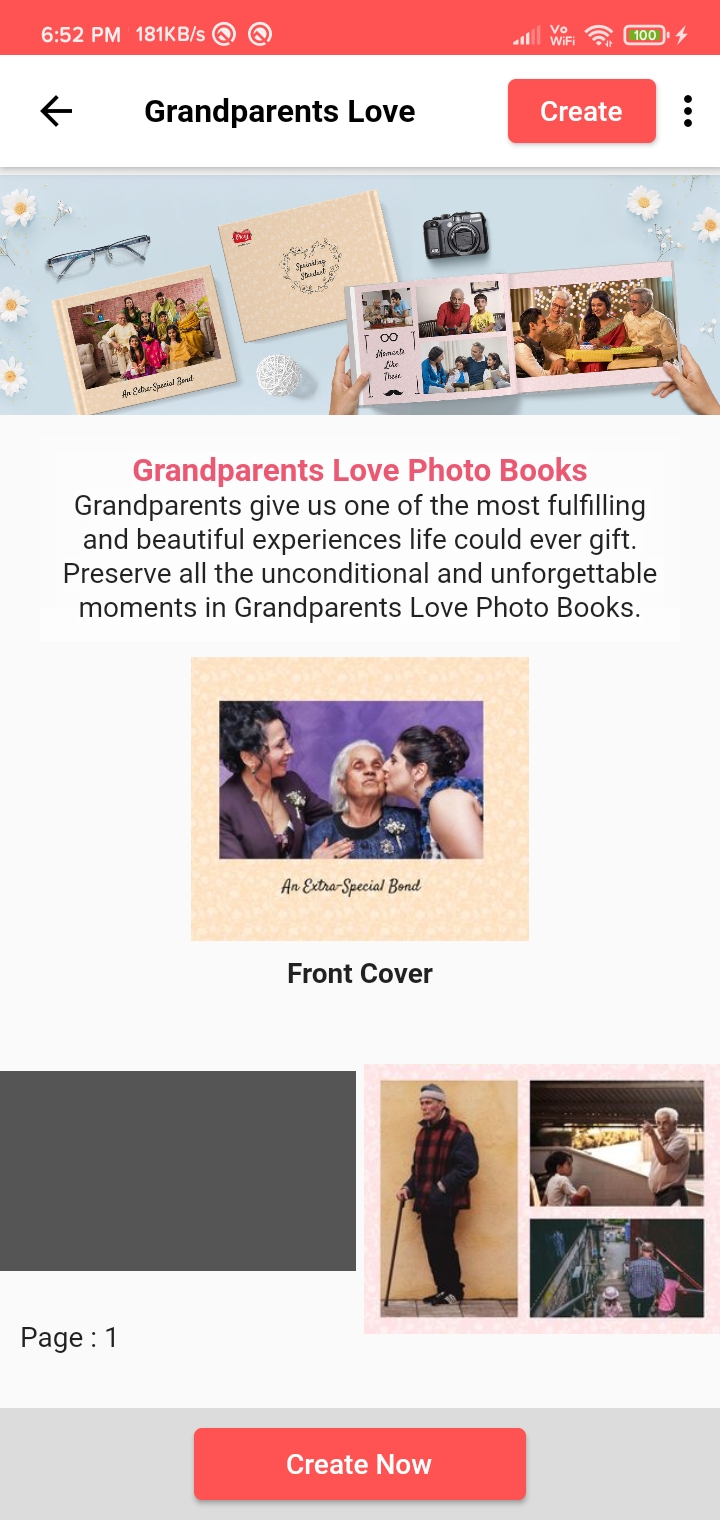 6:52 PM 181KB/s
Vo
WiFi
100
Grandparents Love
Create
Sprinkling
Stardust
An Extra-Special Bond
Moments
Like
These
Grandparents Love Photo Books
Grandparents give us one of the most fulfilling
and beautiful experiences life could ever gift.
Preserve all the unconditional and unforgettable
moments in Grandparents Love Photo Books.
An Extra-Special Bond
Front Cover
Page : 1
Create Now